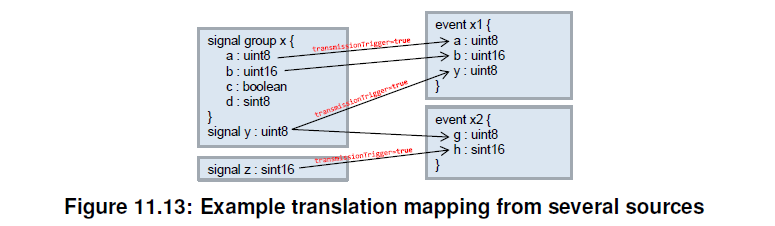 signal group x {
a : uint8
b : uint16
c : boolean
d : sint8
}
signal y : uint8
signal z : sint16
transmissionTrigger=true
transmissionTrigger=true
transmissionTrigger=true
event x1 {
a : uint8
b : uint16
y : uint8
}
event x2 {
g : uint8
h : sint16
}
Figure 11.13: Example translation mapping from several sources